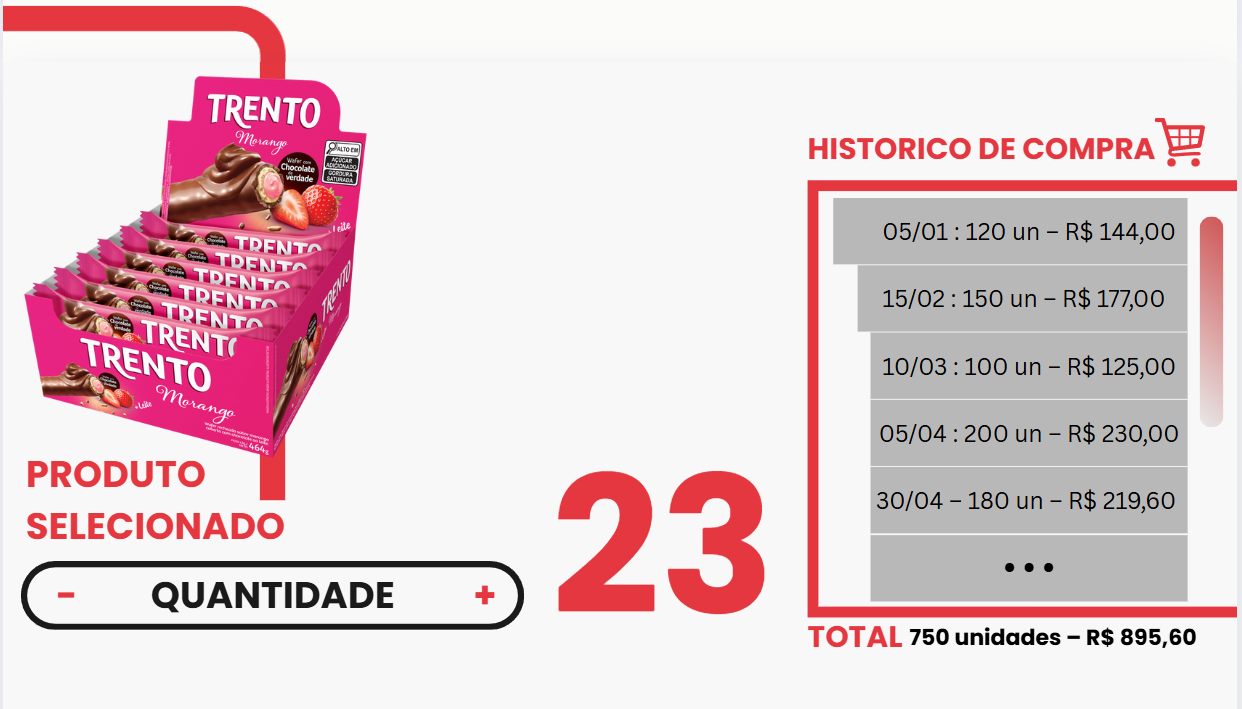 TRENTO
Morango
Wafer com
Chocolate
de
verdade
ALTO EM
AÇÚCAR
ADICIONADO
GORDURA
SATURADA
TRENTO
TRENTO
TRENTO
TRENTO
TRENTO
TRENTO
TRENTO
TRENTO
Morango
464g
PRODUTO
SELECIONADO
- QUANTIDADE +
23
HISTORICO DE COMPRA
05/01 : 120 un – R$ 144,00
15/02 : 150 un – R$ 177,00
10/03 : 100 un – R$ 125,00
05/04 : 200 un – R$ 230,00
30/04 – 180 un – R$ 219,60
•••
TOTAL 750 unidades – R$ 895,60